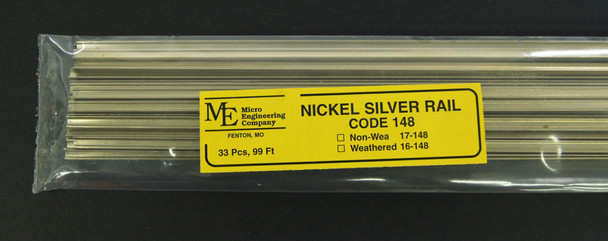 ME Micro
Engineering
Company
FENTON, MO
33 Pcs, 99 Ft
NICKEL SILVER RAIL
CODE 148
☐ Non-Wea 17-148
☐ Weathered 16-148